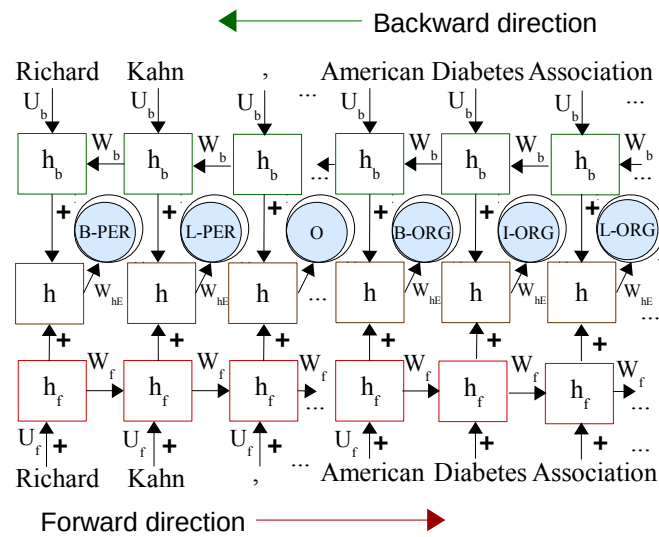 Backward direction
Richard Kahn , American Diabetes Association
U_b U_b U_b ... U_b U_b U_b ...
W_b W_b W_b W_b W_b W_b
h_b h_b h_b ... h_b h_b h_b ...
+ + + + + +
B-PER L-PER O B-ORG I-ORG L-ORG
h h h ... h h h
W_hE W_hE W_hE W_hE W_hE ...
+ + + + + +
W_f W_f W_f W_f W_f W_f
h_f h_f h_f ... h_f h_f h_f ...
U_f + U_f + U_f + U_f + + +
Richard Kahn , ... American Diabetes Association ...
Forward direction